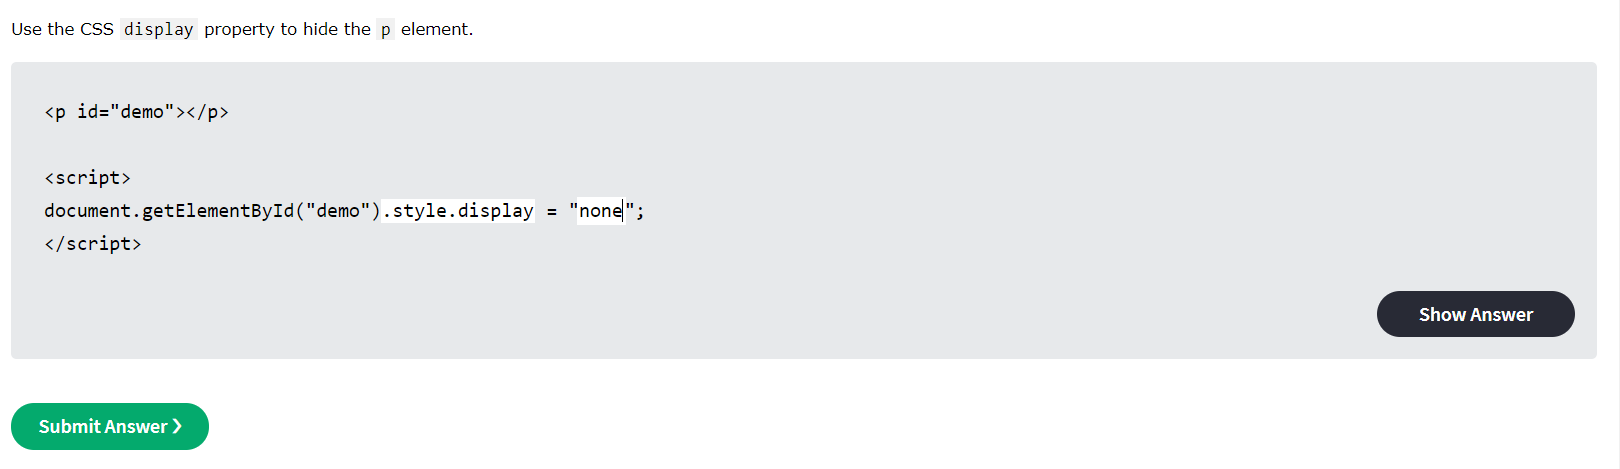 Use the CSS display property to hide the p element.
<p id="demo"></p>
<script>
document.getElementById("demo").style.display = "none";
</script>
Show Answer
Submit Answer ❯